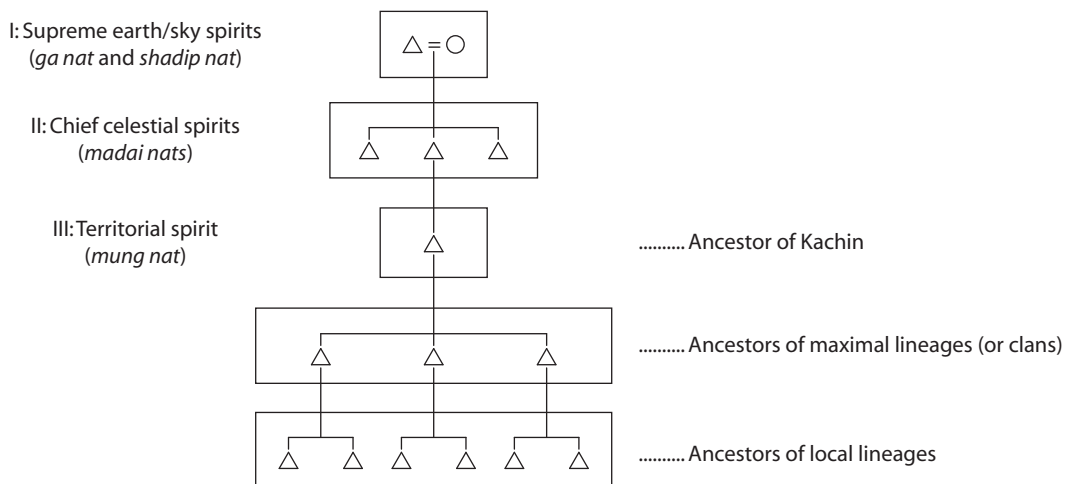 I: Supreme earth/sky spirits
(ga nat and shadip nat)
II: Chief celestial spirits
(madai nats)
III: Territorial spirit
(mung nat)
.......... Ancestor of Kachin
.......... Ancestors of maximal lineages (or clans)
.......... Ancestors of local lineages